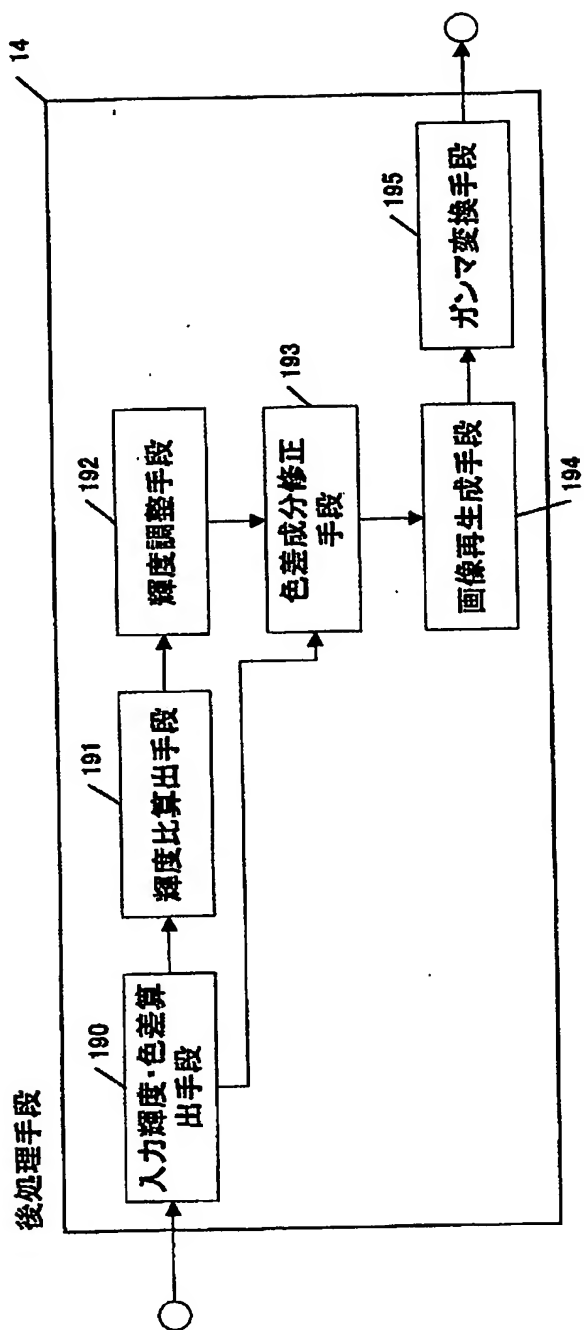 後処理手段
14
190
入力輝度・色差算
出手段
191
輝度比算出手段
192
輝度調整手段
193
色差成分修正
手段
画像再生成手段
194
195
ガンマ変換手段